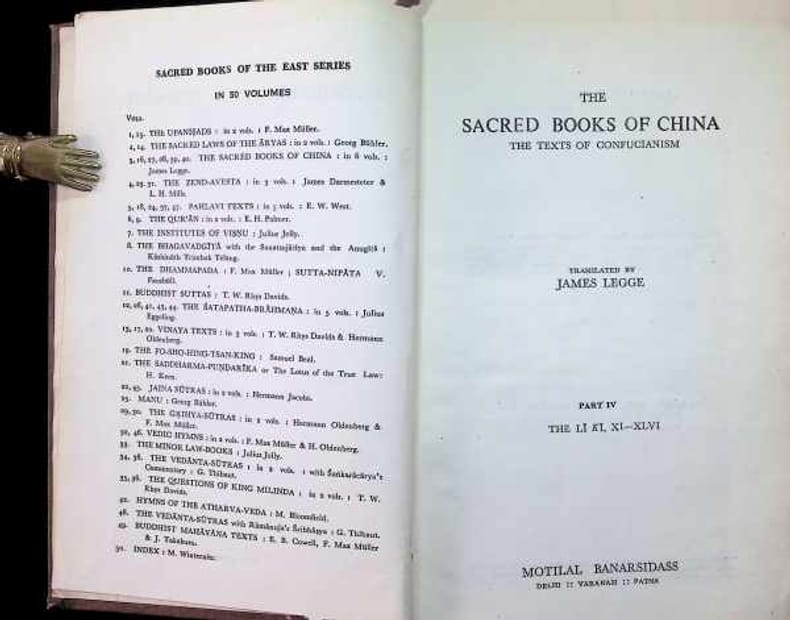 SACRED BOOKS OF THE EAST SERIES
IN 50 VOLUMES
Vols.
1, 15. THE UPANIṢADS : in 2 vols. : F. Max Müller.
2, 14. THE SACRED LAWS OF THE ĀRYAS : in 2 vols. : Georg Bühler.
3, 16, 27, 28, 39, 40. THE SACRED BOOKS OF CHINA : in 6 vols. :
James Legge.
4, 23, 31. THE ZEND-AVESTA : in 3 vols. : James Darmesteter &
L. H. Mills.
5, 18, 24, 37, 47. PAHLAVI TEXTS : in 5 vols. : E. W. West.
6, 9. THE QUR'ĀN : in 2 vols. : E. H. Palmer.
7. THE INSTITUTES OF VIṢṆU : Julius Jolly.
8. THE BHAGAVADGĪTĀ with the Sanatsujātīya and the Anugītā :
Kāshināth Trimbak Telang.
10. THE DHAMMAPADA : F. Max Müller ; SUTTA-NIPĀTA V.
Fausböll.
11. BUDDHIST SUTTAS : T. W. Rhys Davids.
12, 26, 41, 43, 44. THE ŚATAPATHA-BRĀHMAṆA : in 5 vols. : Julius
Eggeling.
13, 17, 20. VINAYA TEXTS : in 3 vols. : T. W. Rhys Davids & Hermann
Oldenberg.
19. THE FO-SHO-HING-TSAN-KING : Samuel Beal.
21. THE SADDHARMA-PUṆḌARĪKA or The Lotus of the True Law:
H. Kern.
22, 45. JAINA SŪTRAS : in 2 vols. : Hermann Jacobi.
25. MANU : Georg Bühler.
29, 30. THE GṚIHYA-SŪTRAS : in 2 vols. : Hermann Oldenberg &
F. Max Müller.
32, 46. VEDIC HYMNS : in 2 vols. : F. Max Müller & H. Oldenberg.
33. THE MINOR LAW-BOOKS : Julius Jolly.
34, 38. THE VEDĀNTA-SŪTRAS : in 2 vols. : with Śaṅkarācārya's
Commentary : G. Thibaut.
35, 36. THE QUESTIONS OF KING MILINDA : in 2 vols. : T. W.
Rhys Davids.
42. HYMNS OF THE ATHARVA-VEDA : M. Bloomfield.
48. THE VEDĀNTA-SŪTRAS with Rāmānuja's Śrībhāṣya : G. Thibaut.
49. BUDDHIST MAHĀYĀNA TEXTS : E. B. Cowell, F. Max Müller
& J. Takakusu.
50. INDEX : M. Winternitz.
THE
SACRED BOOKS OF CHINA
THE TEXTS OF CONFUCIANISM
TRANSLATED BY
JAMES LEGGE
PART IV
THE LÎ KÎ, XI—XLVI
MOTILAL BANARSIDASS
DELHI :: VARANASI :: PATNA